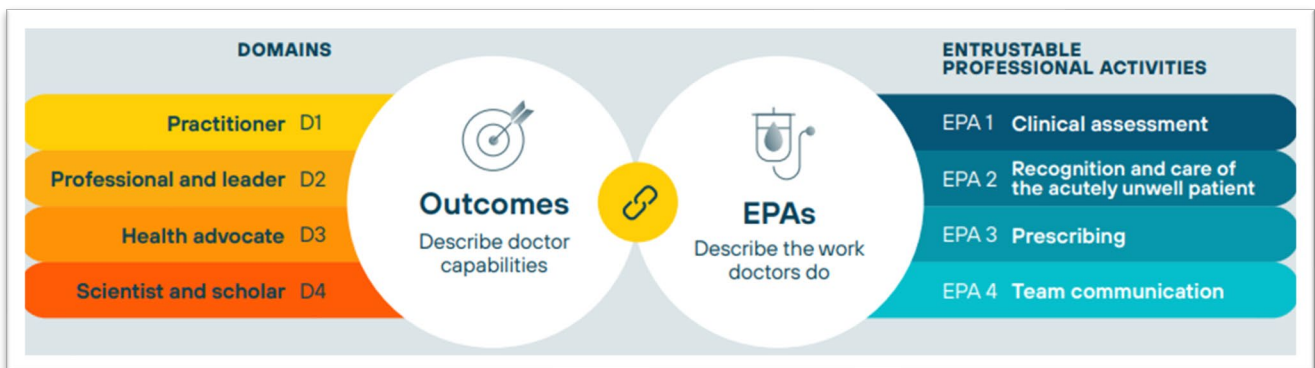 DOMAINS
Practitioner D1
Professional and leader D2
Health advocate D3
Scientist and scholar D4
Outcomes
Describe doctor
capabilities
EPAs
Describe the work
doctors do
ENTRUSTABLE
PROFESSIONAL ACTIVITIES
EPA 1 Clinical assessment
EPA 2 Recognition and care of
the acutely unwell patient
EPA 3 Prescribing
EPA 4 Team communication